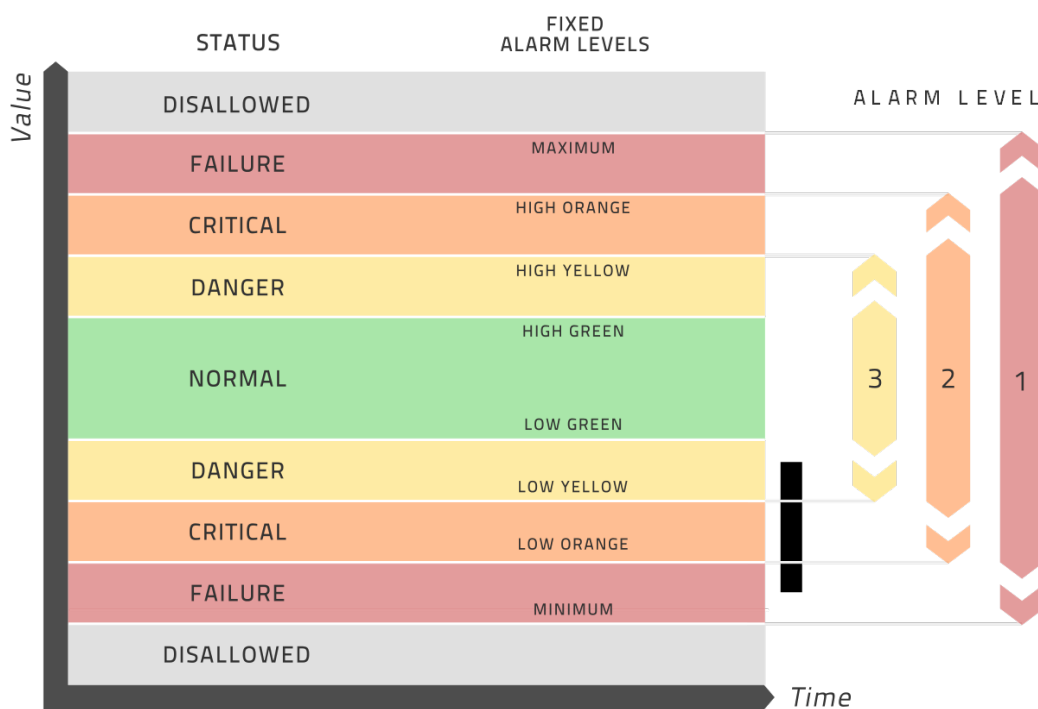 STATUS
FIXED
ALARM LEVELS
Value
ALARM LEVEL
DISALLOWED
MAXIMUM
FAILURE
HIGH ORANGE
CRITICAL
HIGH YELLOW
DANGER
HIGH GREEN
NORMAL
3
2
1
LOW GREEN
DANGER
LOW YELLOW
CRITICAL
LOW ORANGE
FAILURE
MINIMUM
DISALLOWED
Time